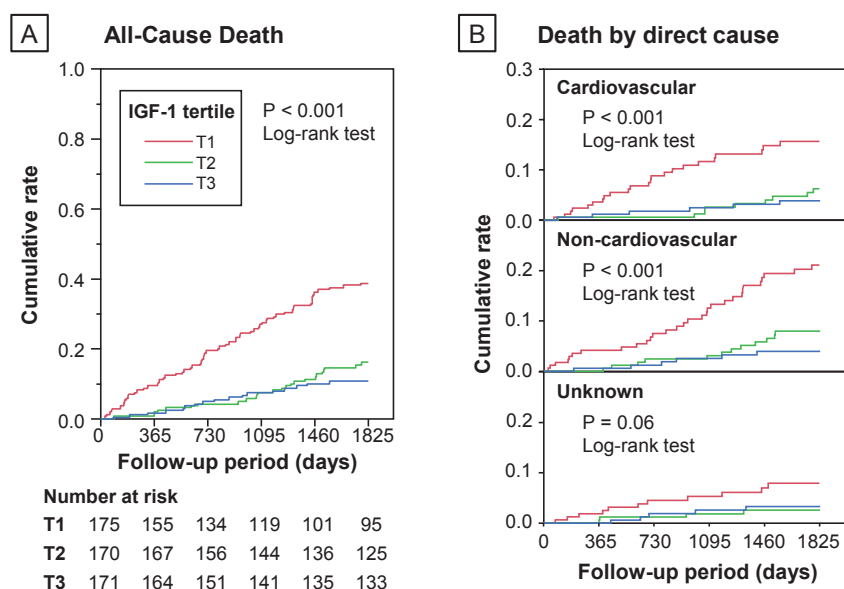 A All-Cause Death
1.0
0.8
0.6
0.4
0.2
0.0
Cumulative rate
IGF-1 tertile
T1
T2
T3
P < 0.001
Log-rank test
0 365 730 1095 1460 1825
Follow-up period (days)
Number at risk
T1 175 155 134 119 101 95
T2 170 167 156 144 136 125
T3 171 164 151 141 135 133
B Death by direct cause
Cumulative rate
0.3
0.2
0.1
0.0
Cardiovascular
P < 0.001
Log-rank test
0.2
0.1
0.0
Non-cardiovascular
P < 0.001
Log-rank test
0.2
0.1
0.0
Unknown
P = 0.06
Log-rank test
0 365 730 1095 1460 1825
Follow-up period (days)